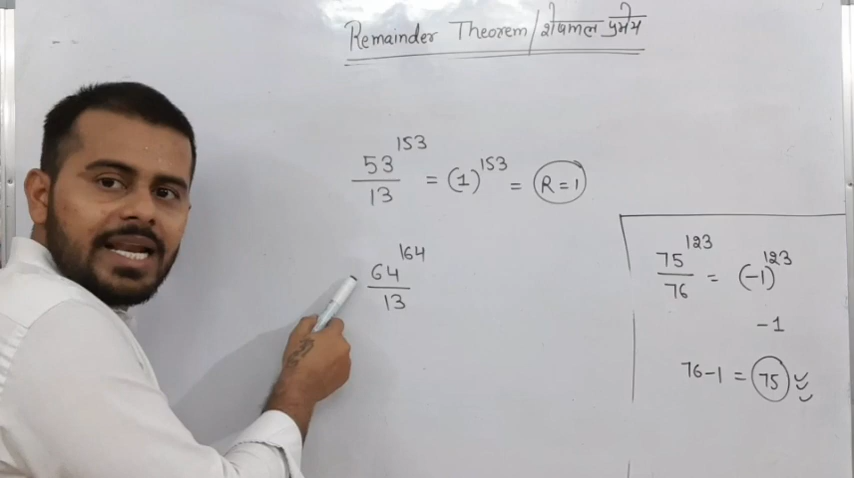 Remainder Theorem/शेषफल प्रमेय
53^153/13 = (1)^153 = R=1
64^164/13
75^123/76 = (-1)^123
-1
76-1 = 75